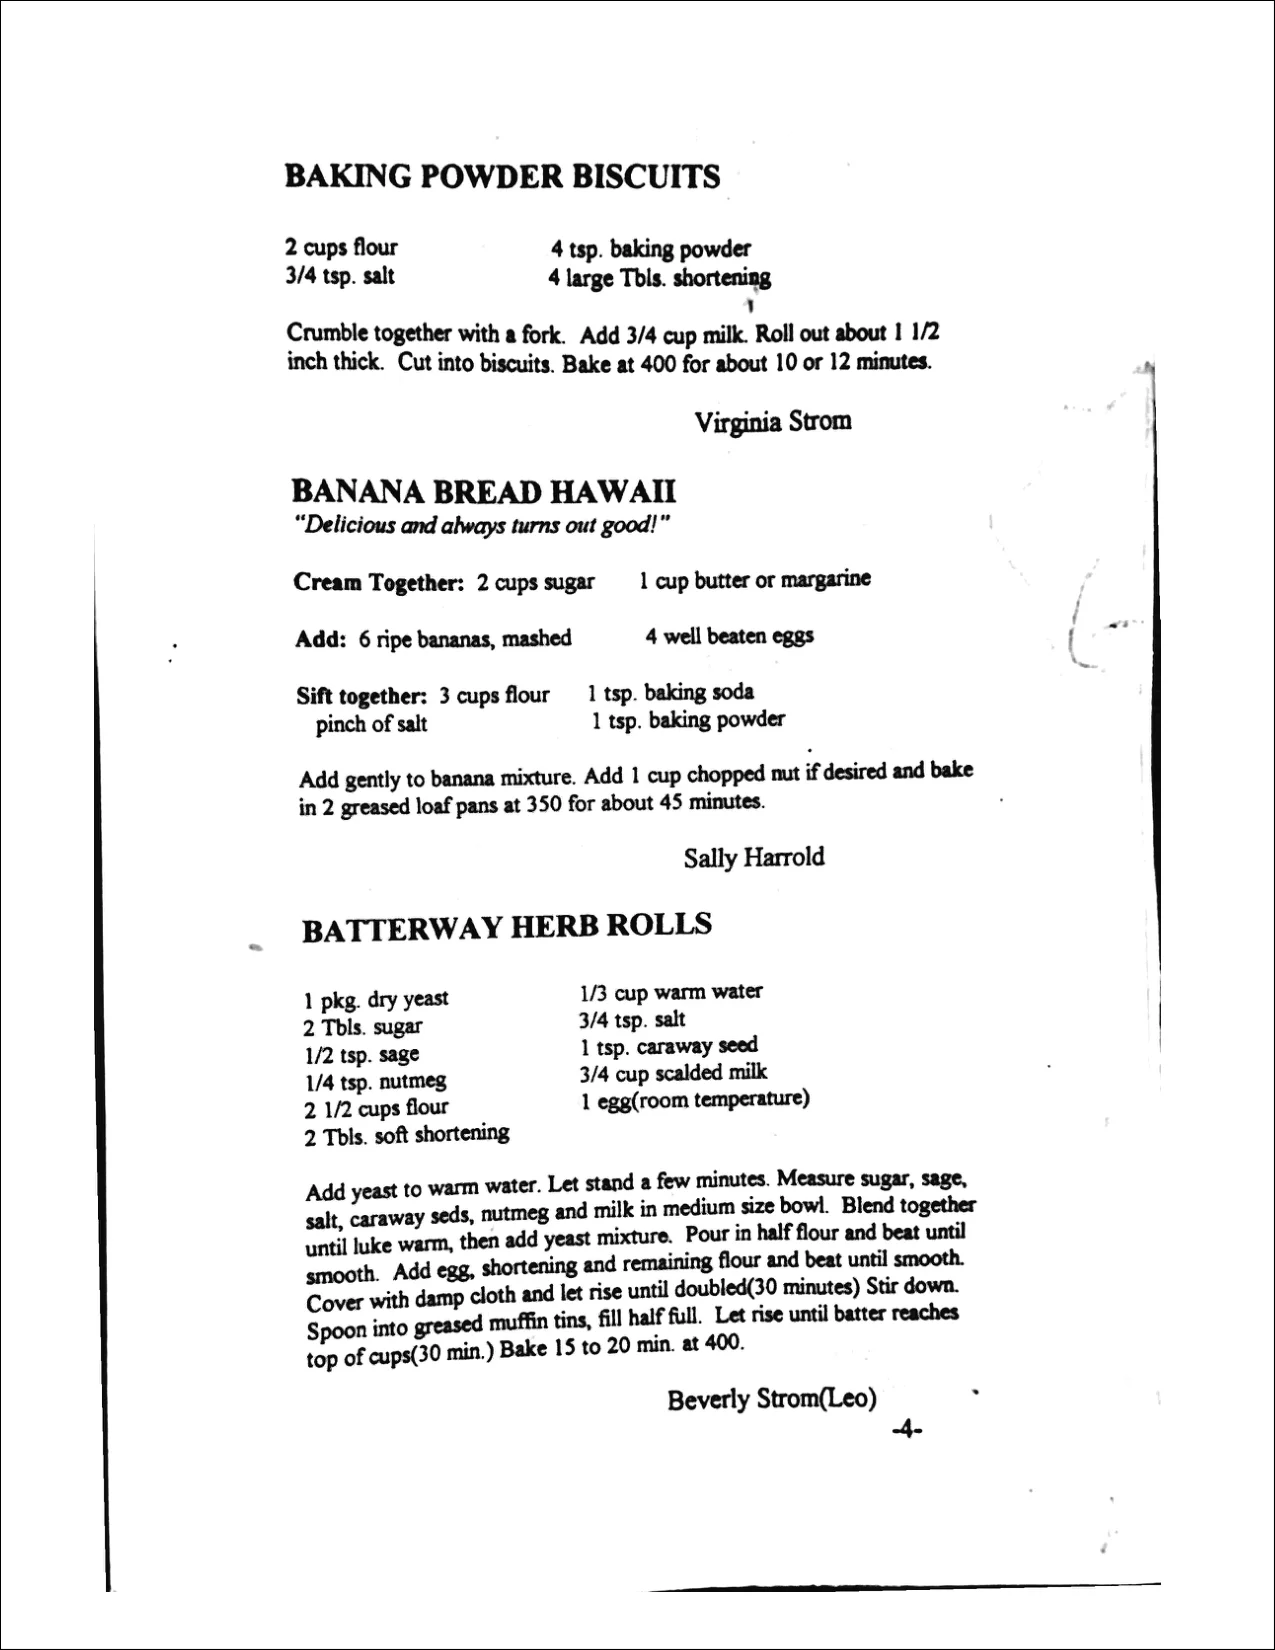 BAKING POWDER BISCUITS
2 cups flour 4 tsp. baking powder
3/4 tsp. salt 4 large Tbls. shortening
Crumble together with a fork. Add 3/4 cup milk. Roll out about 1 1/2
inch thick. Cut into biscuits. Bake at 400 for about 10 or 12 minutes.
Virginia Strom
BANANA BREAD HAWAII
"Delicious and always turns out good!"
Cream Together: 2 cups sugar 1 cup butter or margarine
Add: 6 ripe bananas, mashed 4 well beaten eggs
Sift together: 3 cups flour 1 tsp. baking soda
pinch of salt 1 tsp. baking powder
Add gently to banana mixture. Add 1 cup chopped nut if desired and bake
in 2 greased loaf pans at 350 for about 45 minutes.
Sally Harrold
BATTERWAY HERB ROLLS
1 pkg. dry yeast 1/3 cup warm water
2 Tbls. sugar 3/4 tsp. salt
1/2 tsp. sage 1 tsp. caraway seed
1/4 tsp. nutmeg 3/4 cup scalded milk
2 1/2 cups flour 1 egg(room temperature)
2 Tbls. soft shortening
Add yeast to warm water. Let stand a few minutes. Measure sugar, sage,
salt, caraway seds, nutmeg and milk in medium size bowl. Blend together
until luke warm, then add yeast mixture. Pour in half flour and beat until
smooth. Add egg, shortening and remaining flour and beat until smooth.
Cover with damp cloth and let rise until doubled(30 minutes) Stir down.
Spoon into greased muffin tins, fill half full. Let rise until batter reaches
top of cups(30 min.) Bake 15 to 20 min. at 400.
Beverly Strom(Leo)
-4-